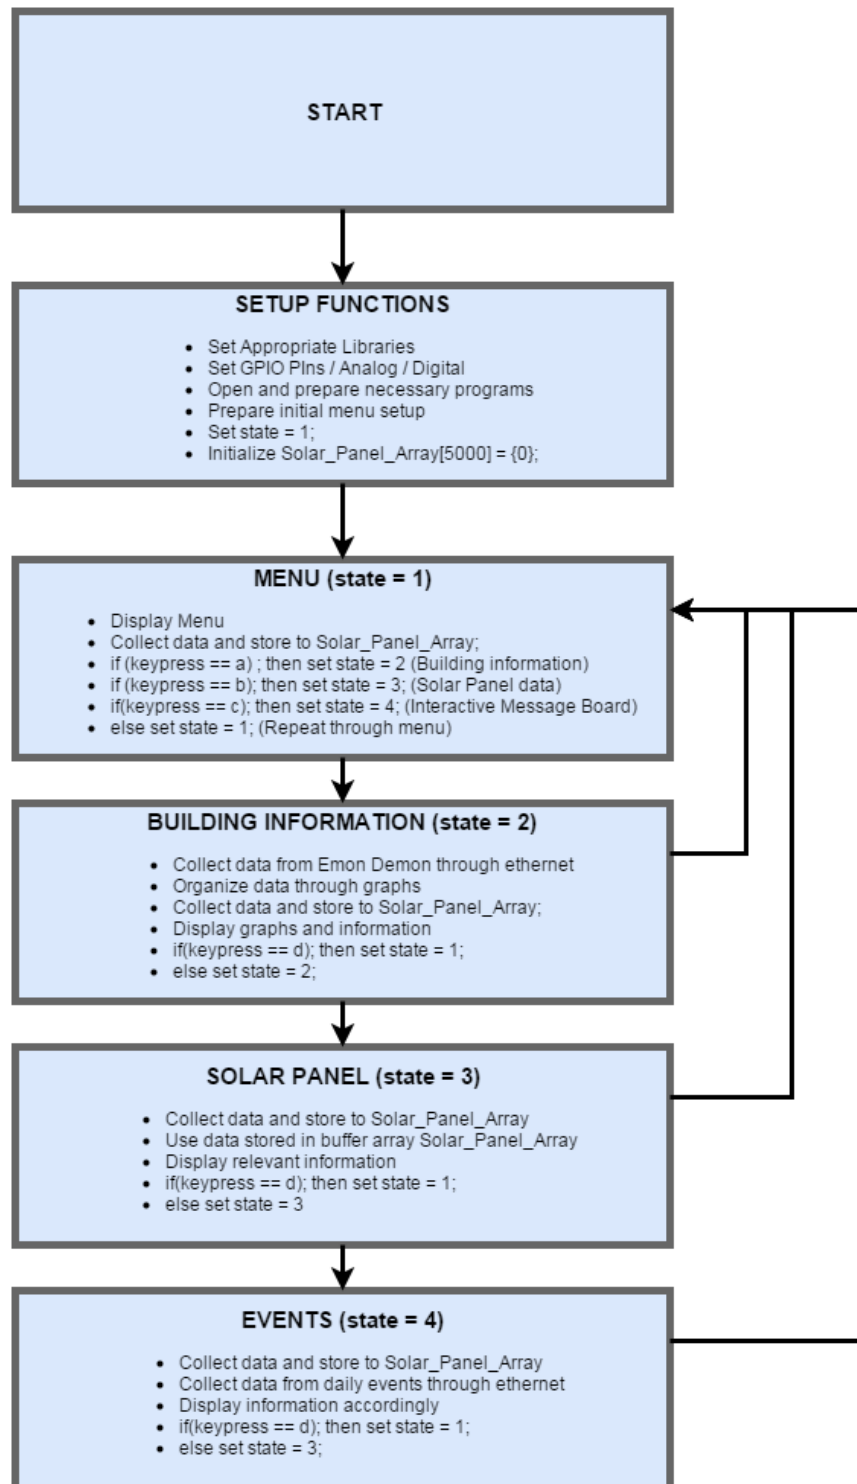 START
SETUP FUNCTIONS
• Set Appropriate Libraries
• Set GPIO PIns / Analog / Digital
• Open and prepare necessary programs
• Prepare initial menu setup
• Set state = 1;
• Initialize Solar_Panel_Array[5000] = {0};
MENU (state = 1)
• Display Menu
• Collect data and store to Solar_Panel_Array;
• if (keypress == a) ; then set state = 2 (Building information)
• if (keypress == b); then set state = 3; (Solar Panel data)
• if(keypress == c); then set state = 4; (Interactive Message Board)
• else set state = 1; (Repeat through menu)
BUILDING INFORMATION (state = 2)
• Collect data from Emon Demon through ethernet
• Organize data through graphs
• Collect data and store to Solar_Panel_Array;
• Display graphs and information
• if(keypress == d); then set state = 1;
• else set state = 2;
SOLAR PANEL (state = 3)
• Collect data and store to Solar_Panel_Array
• Use data stored in buffer array Solar_Panel_Array
• Display relevant information
• if(keypress == d); then set state = 1;
• else set state = 3
EVENTS (state = 4)
• Collect data and store to Solar_Panel_Array
• Collect data from daily events through ethernet
• Display information accordingly
• if(keypress == d); then set state = 1;
• else set state = 3;